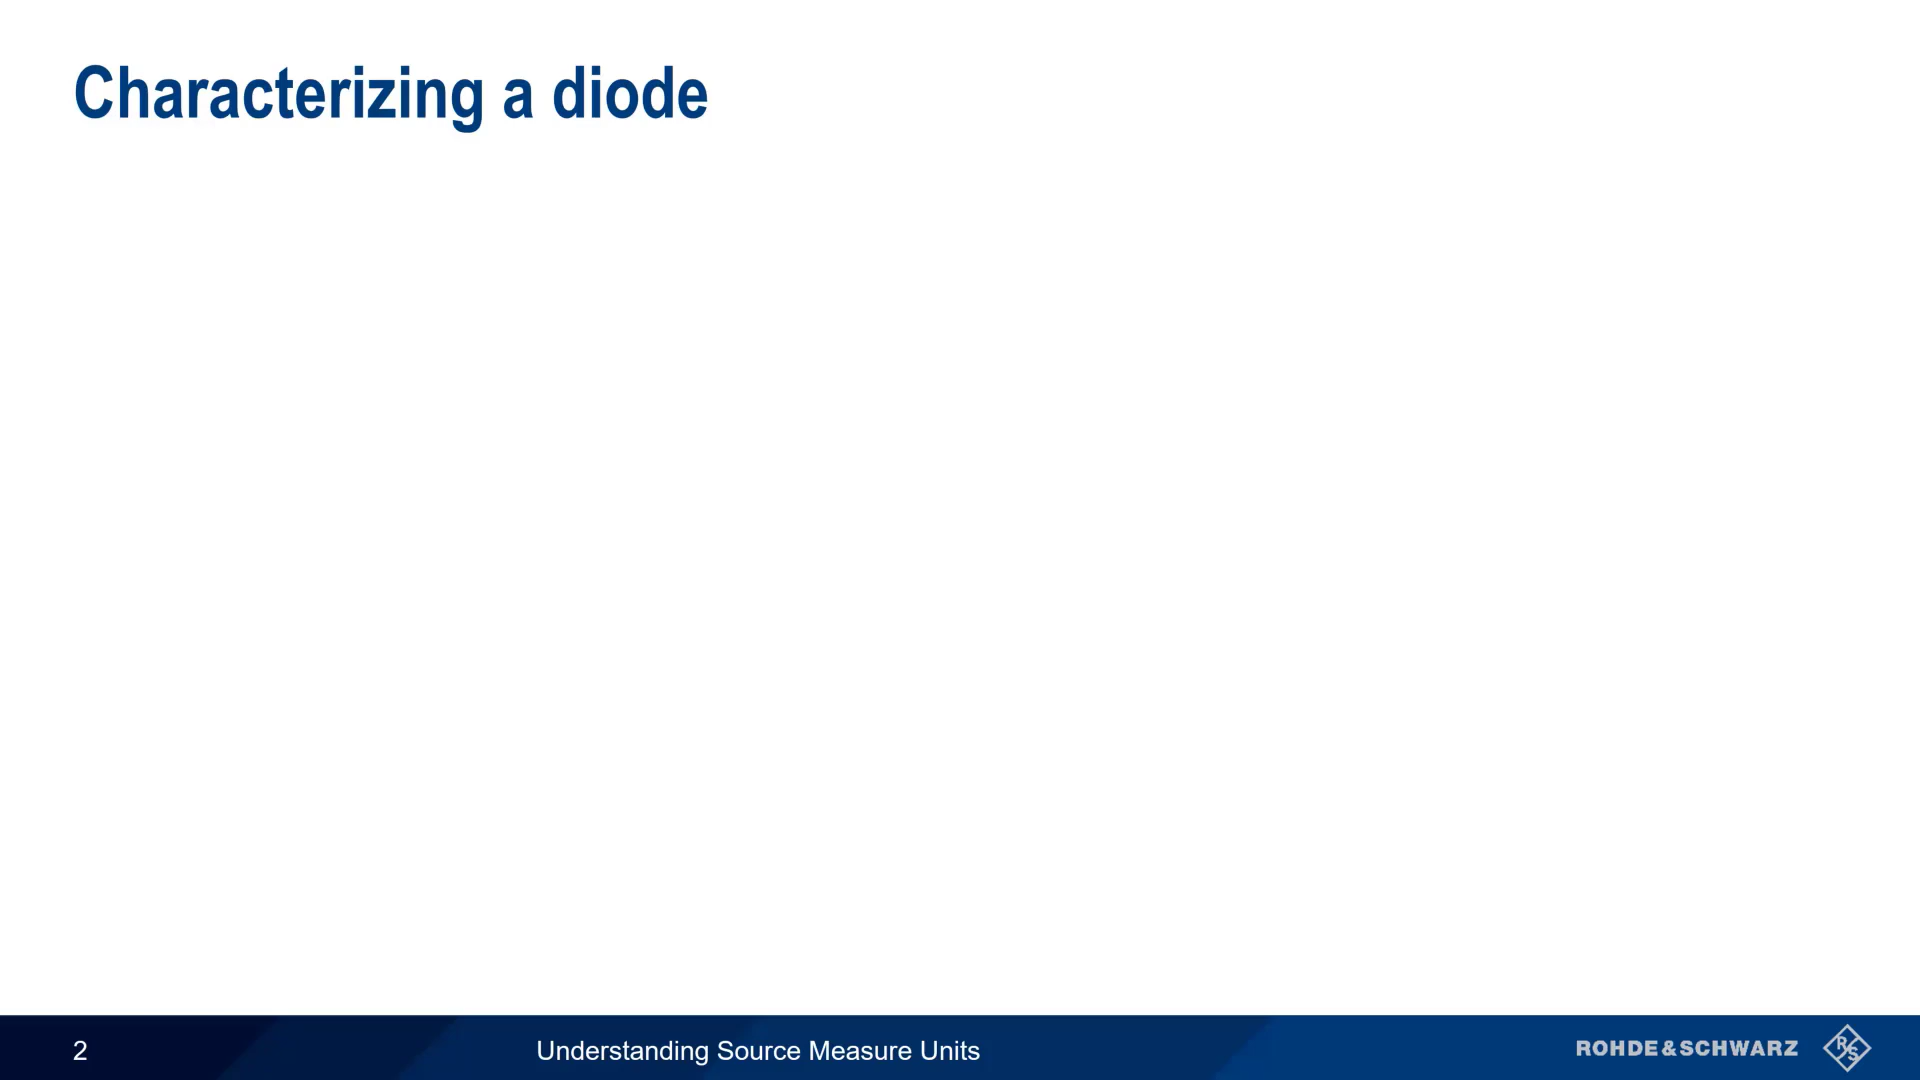 Characterizing a diode
2
Understanding Source Measure Units
ROHDE&SCHWARZ
R
S